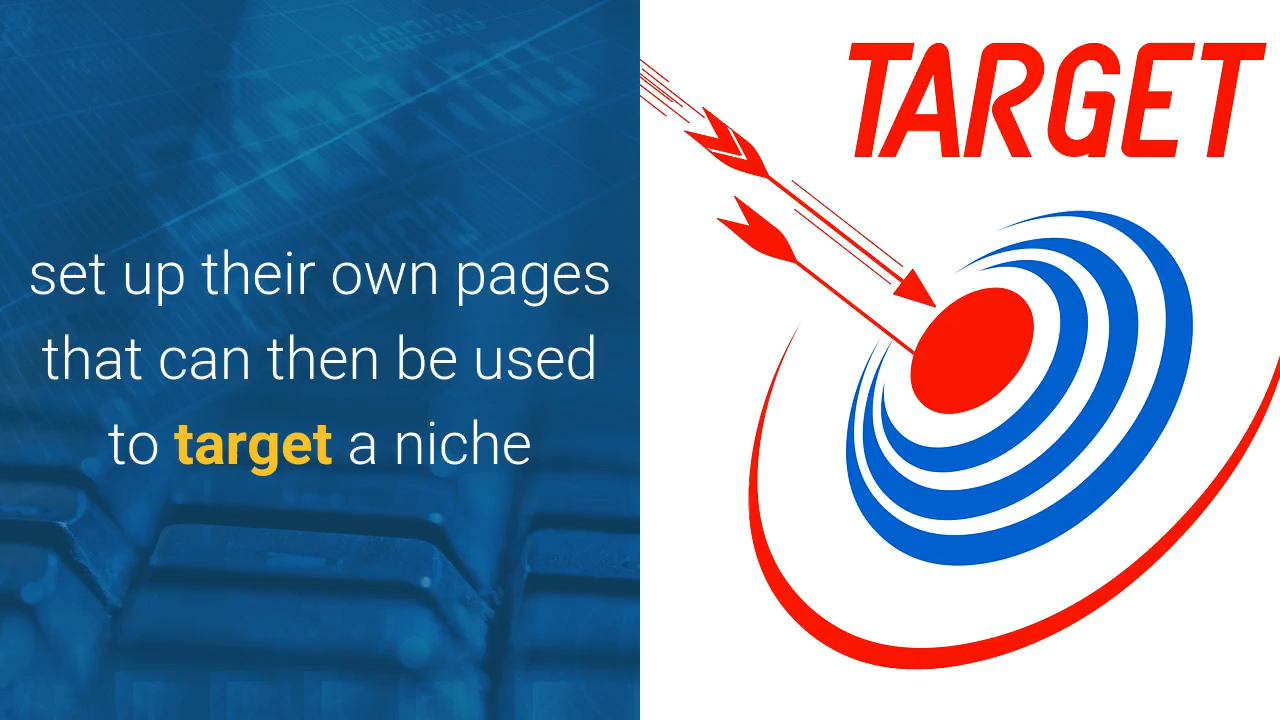 set up their own pages
that can then be used
to target a niche
TARGET